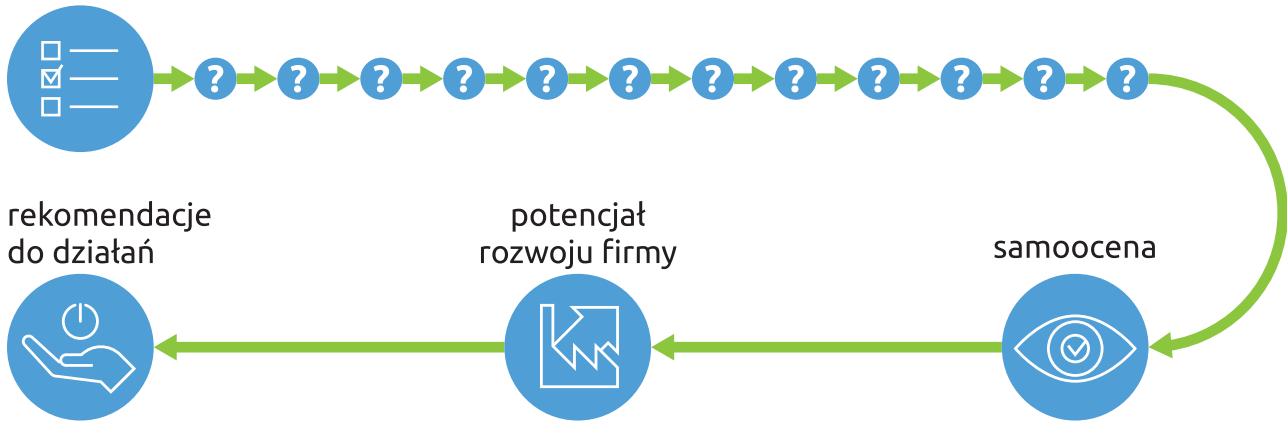 ? ? ? ? ? ? ? ? ? ? ? ?
rekomendacje
do działań
potencjał
rozwoju firmy
samoocena